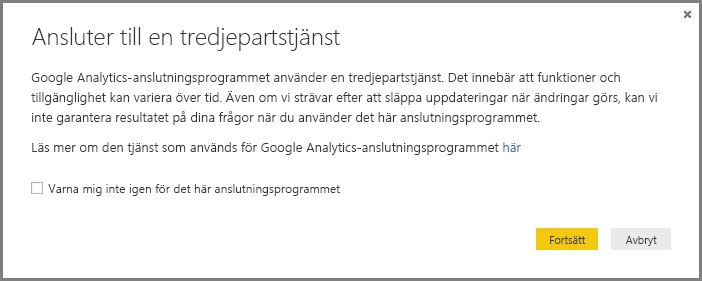 Ansluter till en tredjepartstjänst
Google Analytics-anslutningsprogrammet använder en tredjepartstjänst. Det innebär att funktioner och
tillgänglighet kan variera över tid. Även om vi strävar efter att släppa uppdateringar när ändringar görs, kan vi
inte garantera resultatet på dina frågor när du använder det här anslutningsprogrammet.
Läs mer om den tjänst som används för Google Analytics-anslutningsprogrammet här
Varna mig inte igen för det här anslutningsprogrammet
Fortsätt Avbryt